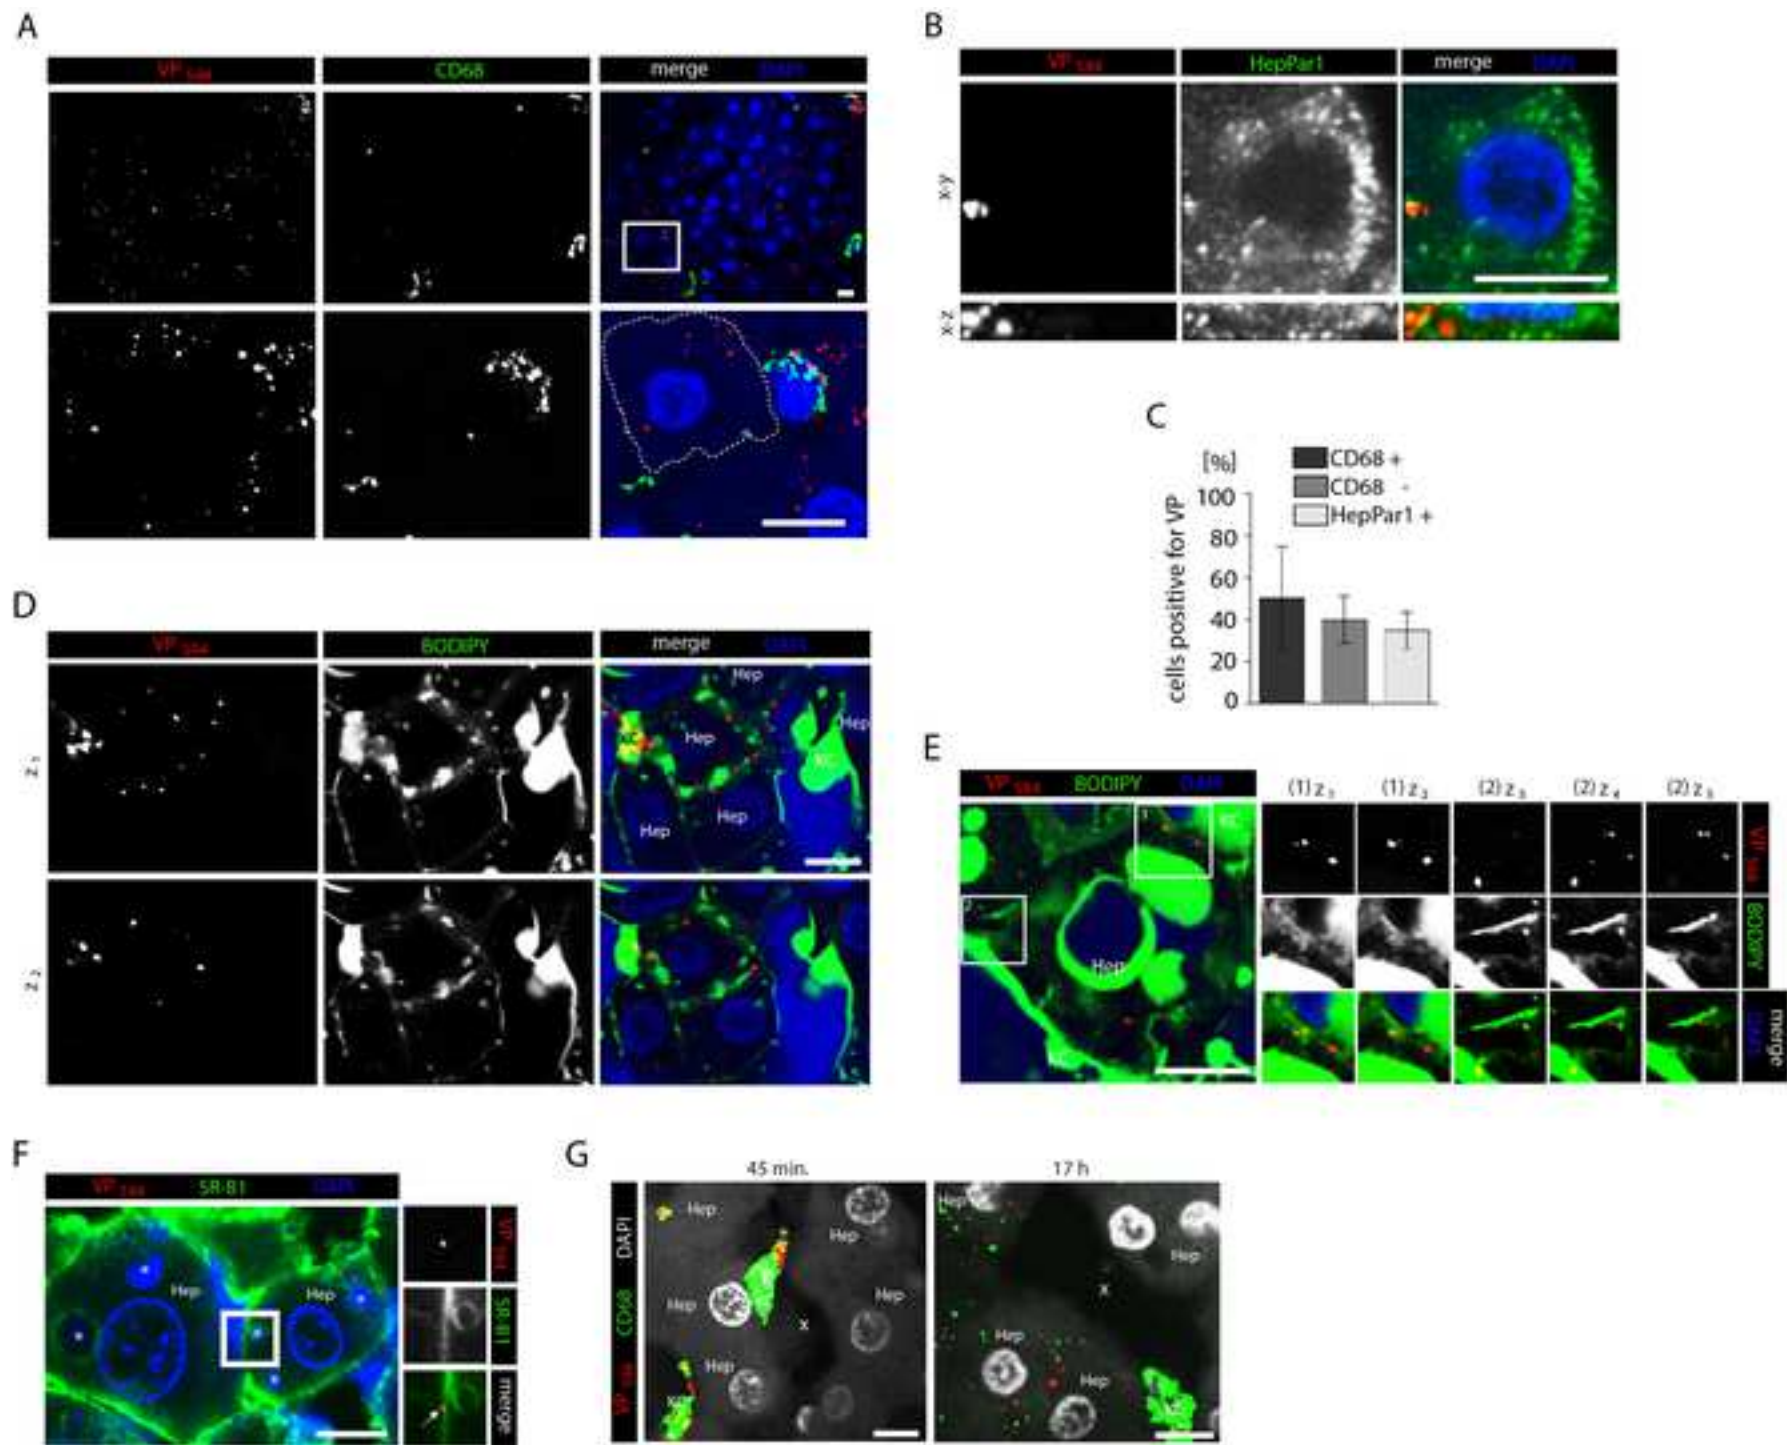 A
VP 594
CD68
merge
DAPI
B
VP 594
HepPar1
merge
DAPI
x-y
x-z
C
[%]
CD68 +
CD68 -
HepPar1 +
cells positive for VP
100
80
60
40
20
0
D
VP 594
BODIPY
merge
DAPI
Hep
KC
Hep
Hep
KC
Hep
Hep
z 1
z 2
E
VP 594
BODIPY
DAPI
1
2
KC
Hep
KC
(1) z 1
(1) z 2
(2) z 3
(2) z 4
(2) z 5
VP 594
BODIPY
merge
DAPI
F
VP 594
SR-B1
DAPI
Hep
Hep
VP 594
SR-B1
merge
G
45 min.
17 h
VP 594
CD68
DAPI
Hep
Hep
Hep
Hep
x
Hep
KC
Hep
Hep
x
Hep
Hep
KC